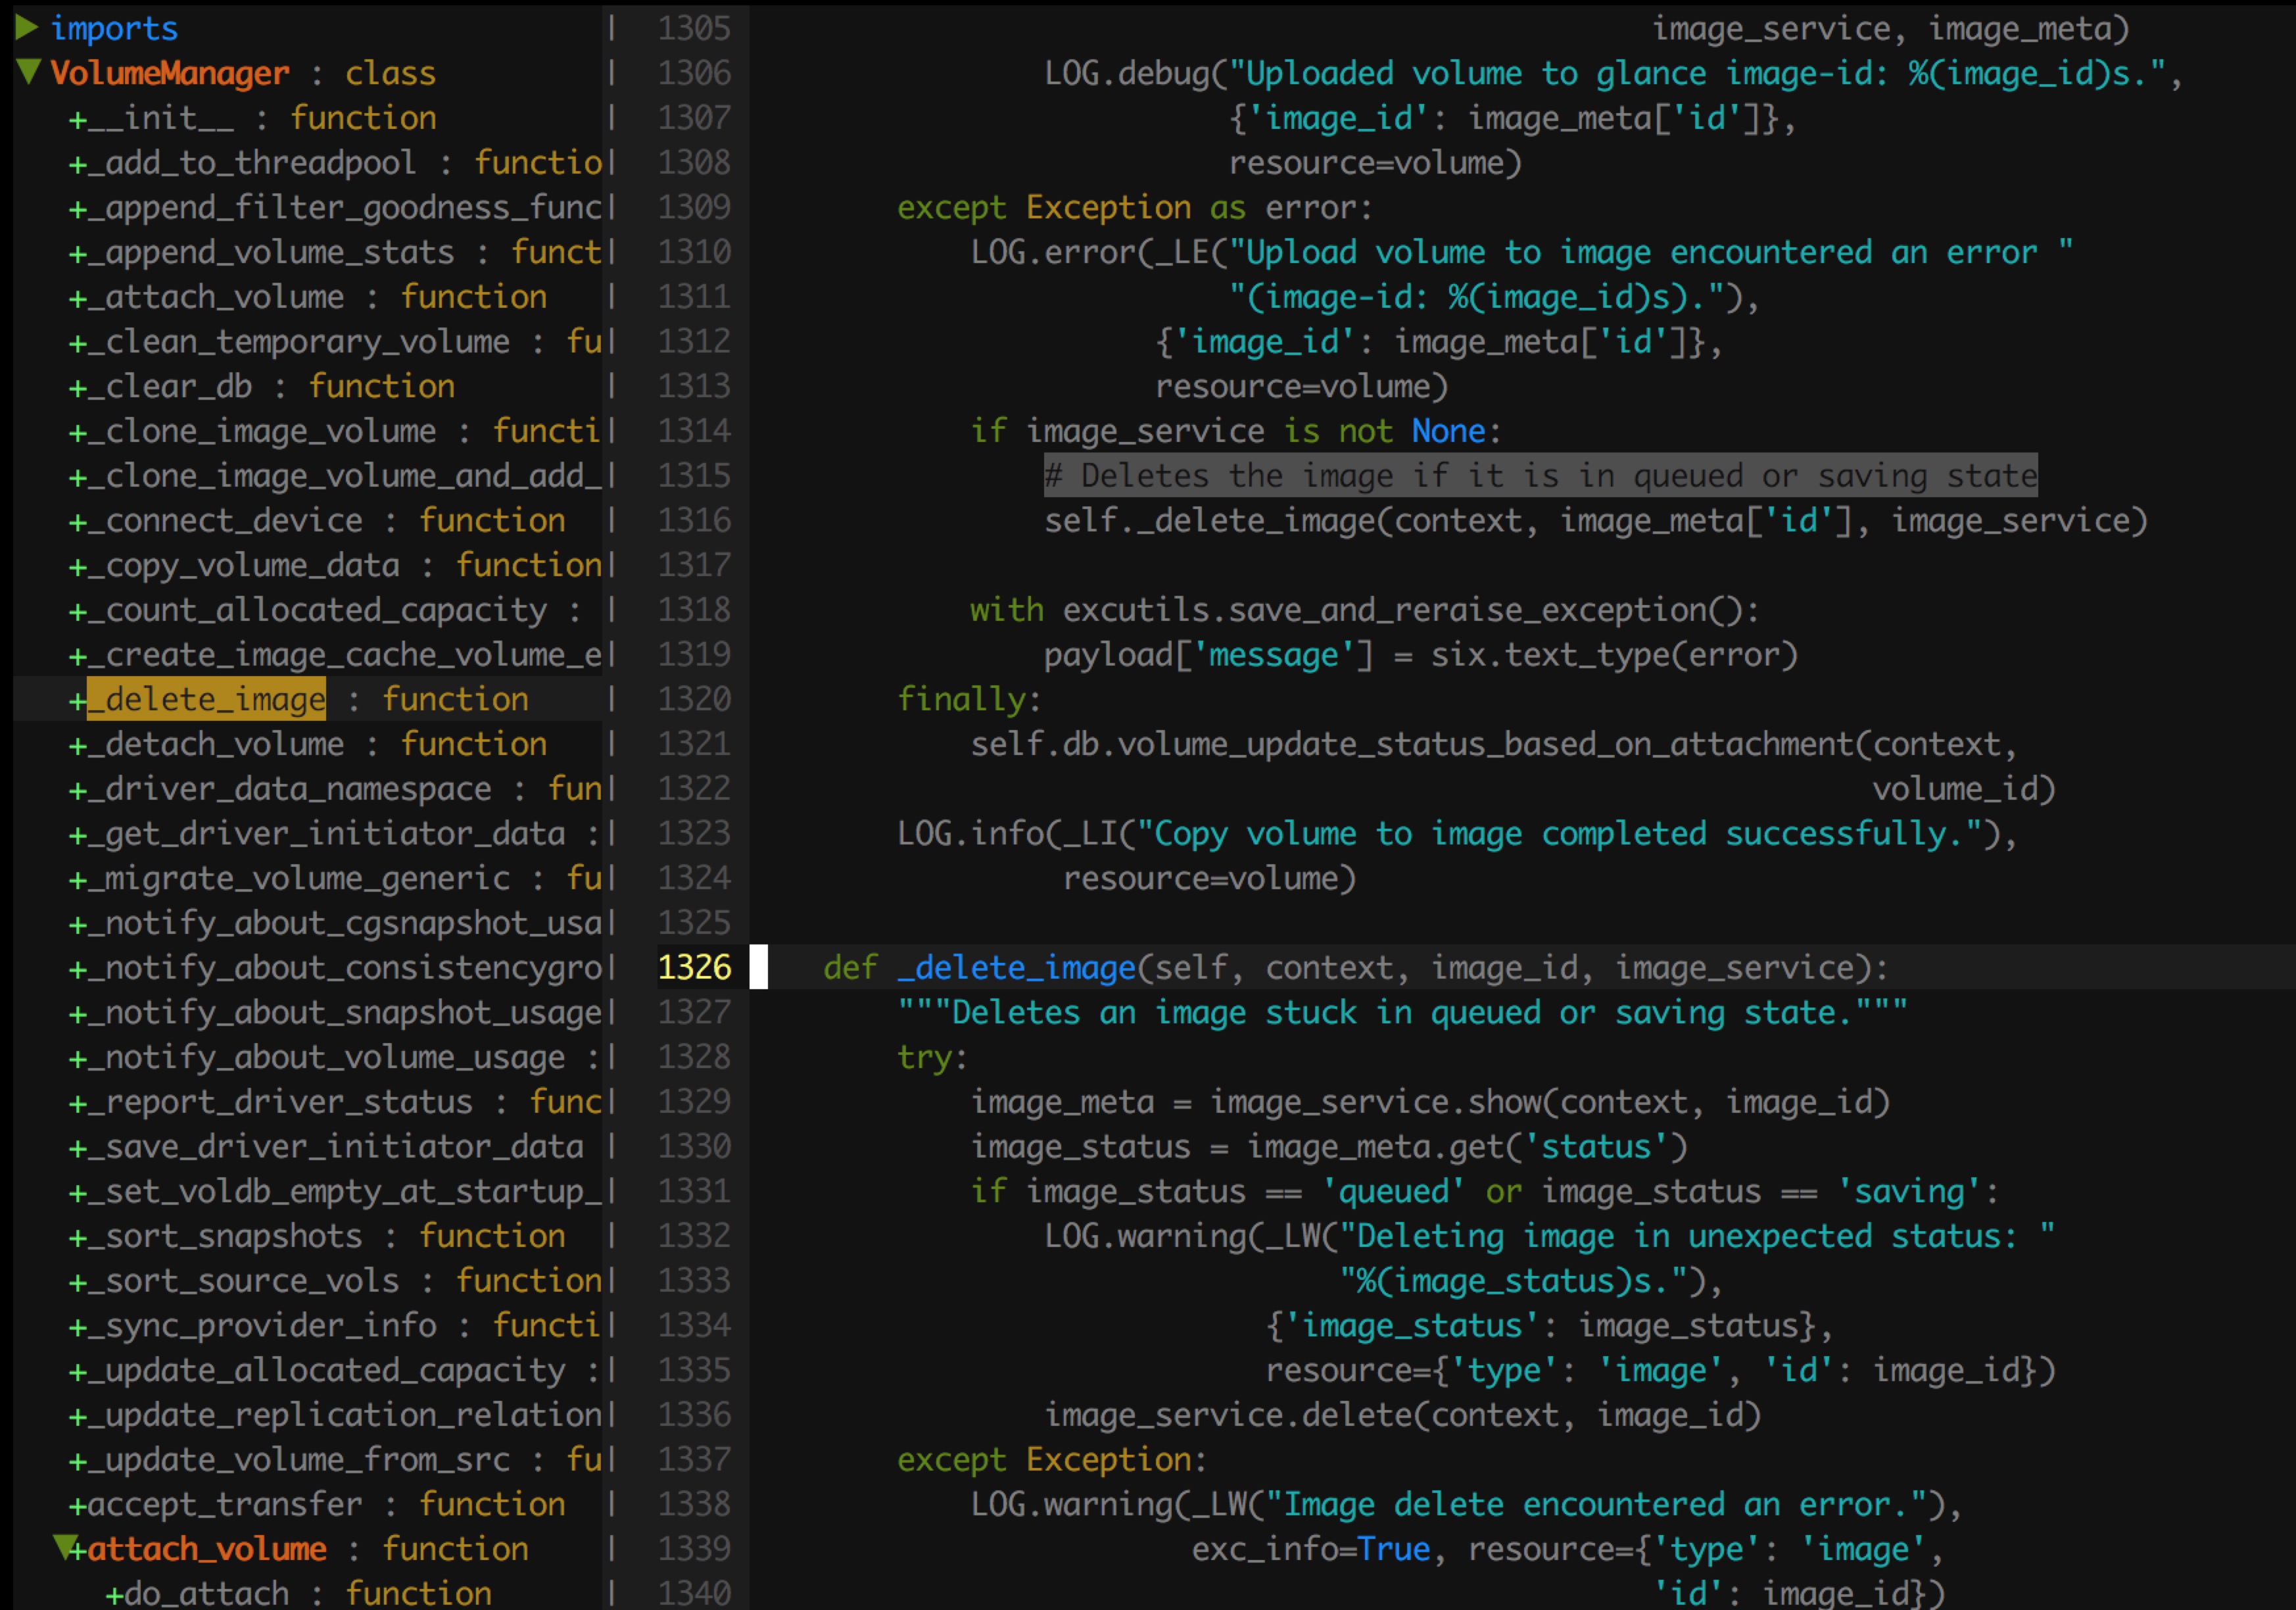 ▶ imports
▼ VolumeManager : class
+__init__ : function
+_add_to_threadpool : functio
+_append_filter_goodness_func
+_append_volume_stats : funct
+_attach_volume : function
+_clean_temporary_volume : fu
+_clear_db : function
+_clone_image_volume : functi
+_clone_image_volume_and_add_
+_connect_device : function
+_copy_volume_data : function
+_count_allocated_capacity :
+_create_image_cache_volume_e
+_delete_image : function
+_detach_volume : function
+_driver_data_namespace : fun
+_get_driver_initiator_data :
+_migrate_volume_generic : fu
+_notify_about_cgsnapshot_usa
+_notify_about_consistencygro
+_notify_about_snapshot_usage
+_notify_about_volume_usage :
+_report_driver_status : func
+_save_driver_initiator_data
+_set_voldb_empty_at_startup_
+_sort_snapshots : function
+_sort_source_vols : function
+_sync_provider_info : functi
+_update_allocated_capacity :
+_update_replication_relation
+_update_volume_from_src : fu
+accept_transfer : function
▼+attach_volume : function
+do_attach : function
1305                                                  image_service, image_meta)
1306                 LOG.debug("Uploaded volume to glance image-id: %(image_id)s.",
1307                           {'image_id': image_meta['id']},
1308                           resource=volume)
1309         except Exception as error:
1310             LOG.error(_LE("Upload volume to image encountered an error "
1311                           "(image-id: %(image_id)s)."),
1312                       {'image_id': image_meta['id']},
1313                       resource=volume)
1314             if image_service is not None:
1315                 # Deletes the image if it is in queued or saving state
1316                 self._delete_image(context, image_meta['id'], image_service)
1317
1318             with excutils.save_and_reraise_exception():
1319                 payload['message'] = six.text_type(error)
1320         finally:
1321             self.db.volume_update_status_based_on_attachment(context,
1322                                                              volume_id)
1323         LOG.info(_LI("Copy volume to image completed successfully."),
1324                  resource=volume)
1325
1326     def _delete_image(self, context, image_id, image_service):
1327         """Deletes an image stuck in queued or saving state."""
1328         try:
1329             image_meta = image_service.show(context, image_id)
1330             image_status = image_meta.get('status')
1331             if image_status == 'queued' or image_status == 'saving':
1332                 LOG.warning(_LW("Deleting image in unexpected status: "
1333                                 "%(image_status)s."),
1334                             {'image_status': image_status},
1335                             resource={'type': 'image', 'id': image_id})
1336                 image_service.delete(context, image_id)
1337         except Exception:
1338             LOG.warning(_LW("Image delete encountered an error."),
1339                         exc_info=True, resource={'type': 'image',
1340                                                  'id': image_id})